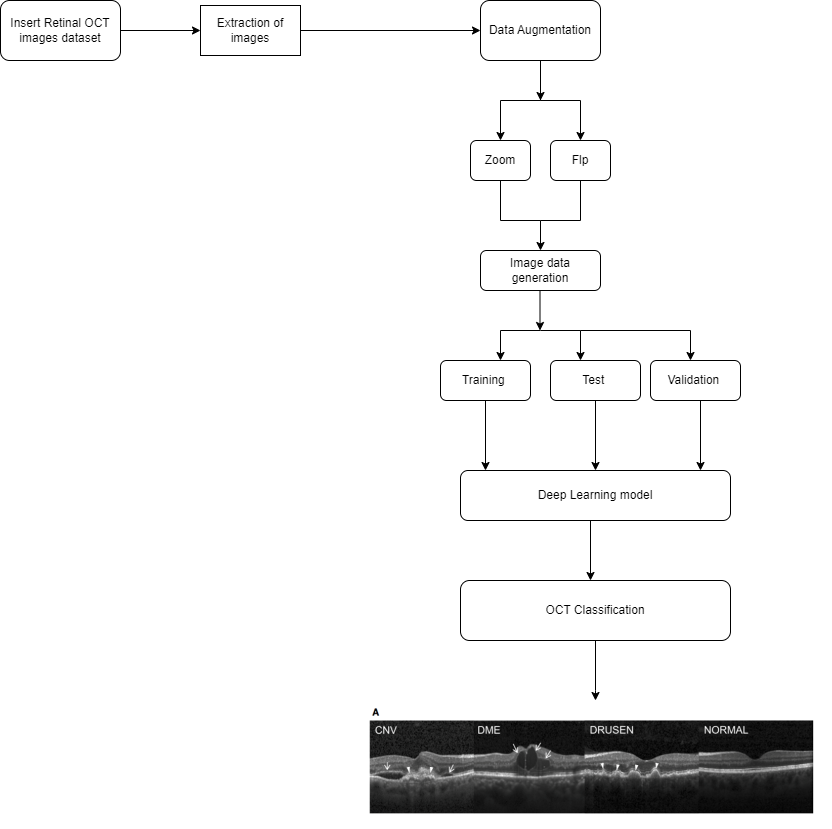 Insert Retinal OCT
images dataset
Extraction of
images
Data Augmentation
Zoom
Flp
Image data
generation
Training
Test
Validation
Deep Learning model
OCT Classification
A
CNV
DME
DRUSEN
NORMAL